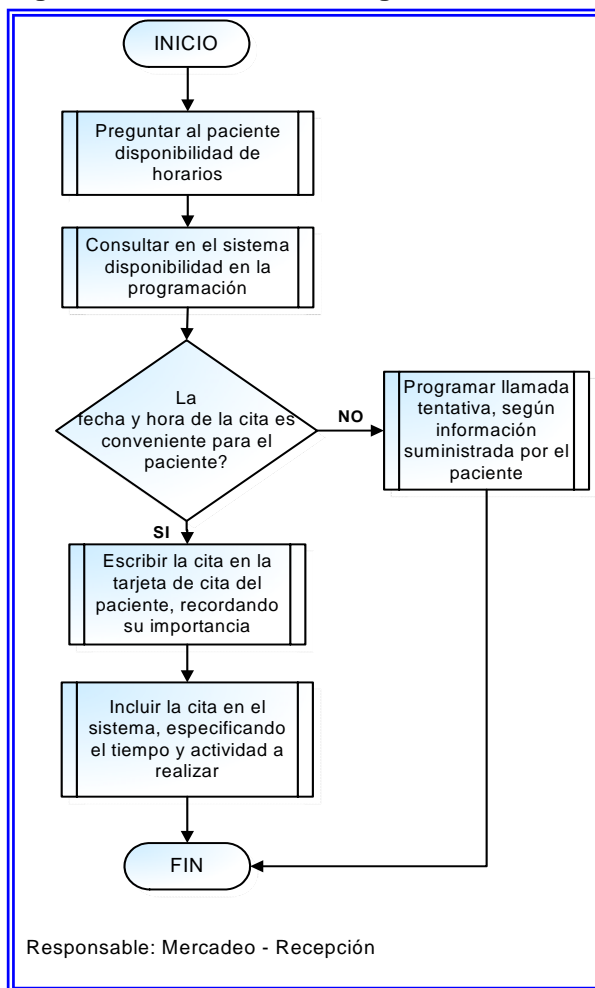 INICIO
Preguntar al paciente
disponibilidad de
horarios
Consultar en el sistema
disponibilidad en la
programación
La
fecha y hora de la cita es
conveniente para el
paciente?
NO
Programar llamada
tentativa, según
información
suministrada por el
paciente
SI
Escribir la cita en la
tarjeta de cita del
paciente, recordando
su importancia
Incluir la cita en el
sistema, especificando
el tiempo y actividad a
realizar
FIN
Responsable: Mercadeo - Recepción